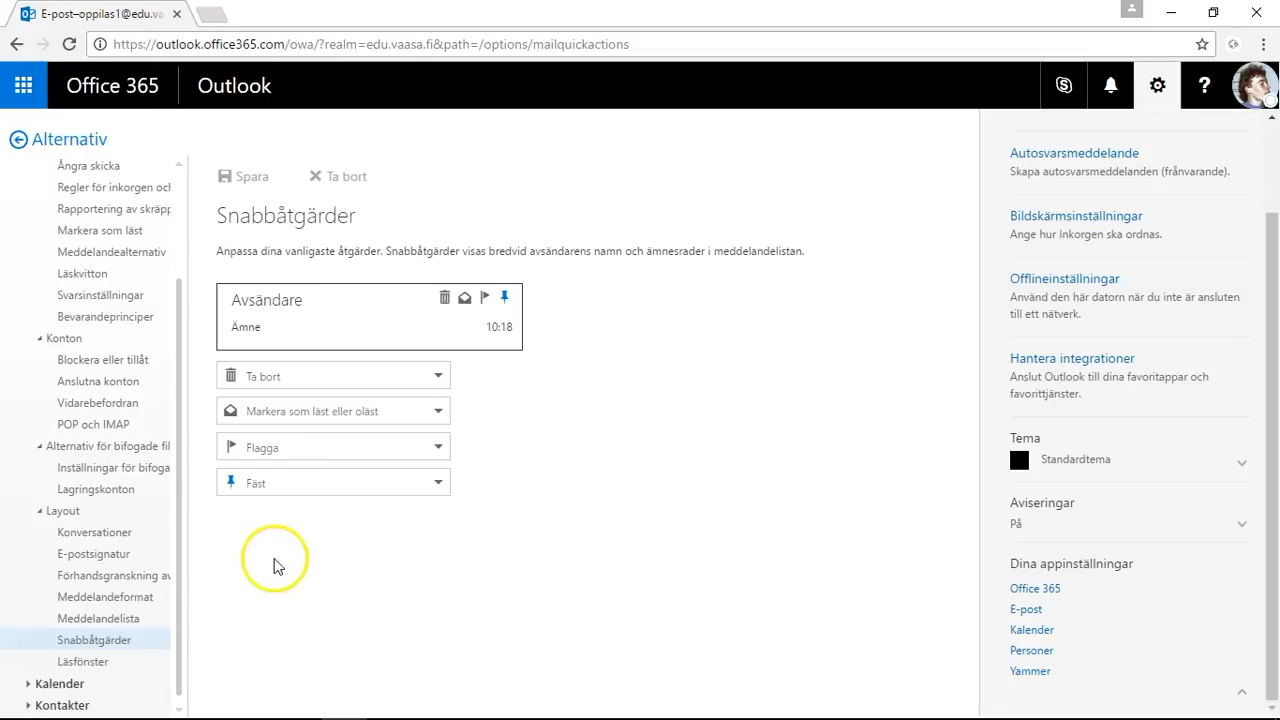 E-post–oppilas1@edu.va
https://outlook.office365.com/owa/?realm=edu.vaasa.fi&path=/options/mailquickactions
Office 365
Outlook
?
Alternativ
Ångra skicka
Regler för inkorgen och
Rapportering av skräpp
Markera som läst
Meddelandealternativ
Läskvitton
Svarsinställningar
Bevarandeprinciper
Konton
Blockera eller tillåt
Anslutna konton
Vidarebefordran
POP och IMAP
Alternativ för bifogade fil
Inställningar för bifoga
Lagringskonton
Layout
Konversationer
E-postsignatur
Förhandsgranskning av
Meddelandeformat
Meddelandelista
Snabbåtgärder
Läsfönster
Kalender
Kontakter
Spara
Ta bort
Snabbåtgärder
Anpassa dina vanligaste åtgärder. Snabbåtgärder visas bredvid avsändarens namn och ämnesrader i meddelandelistan.
Avsändare
Ämne
10:18
Ta bort
Markera som läst eller oläst
Flagga
Fäst
Autosvarsmeddelande
Skapa autosvarsmeddelanden (frånvarande).
Bildskärmsinställningar
Ange hur Inkorgen ska ordnas.
Offlineinställningar
Använd den här datorn när du inte är ansluten
till ett nätverk.
Hantera integrationer
Anslut Outlook till dina favoritappar och
favorittjänster.
Tema
Standardtema
Aviseringar
På
Dina appinställningar
Office 365
E-post
Kalender
Personer
Yammer